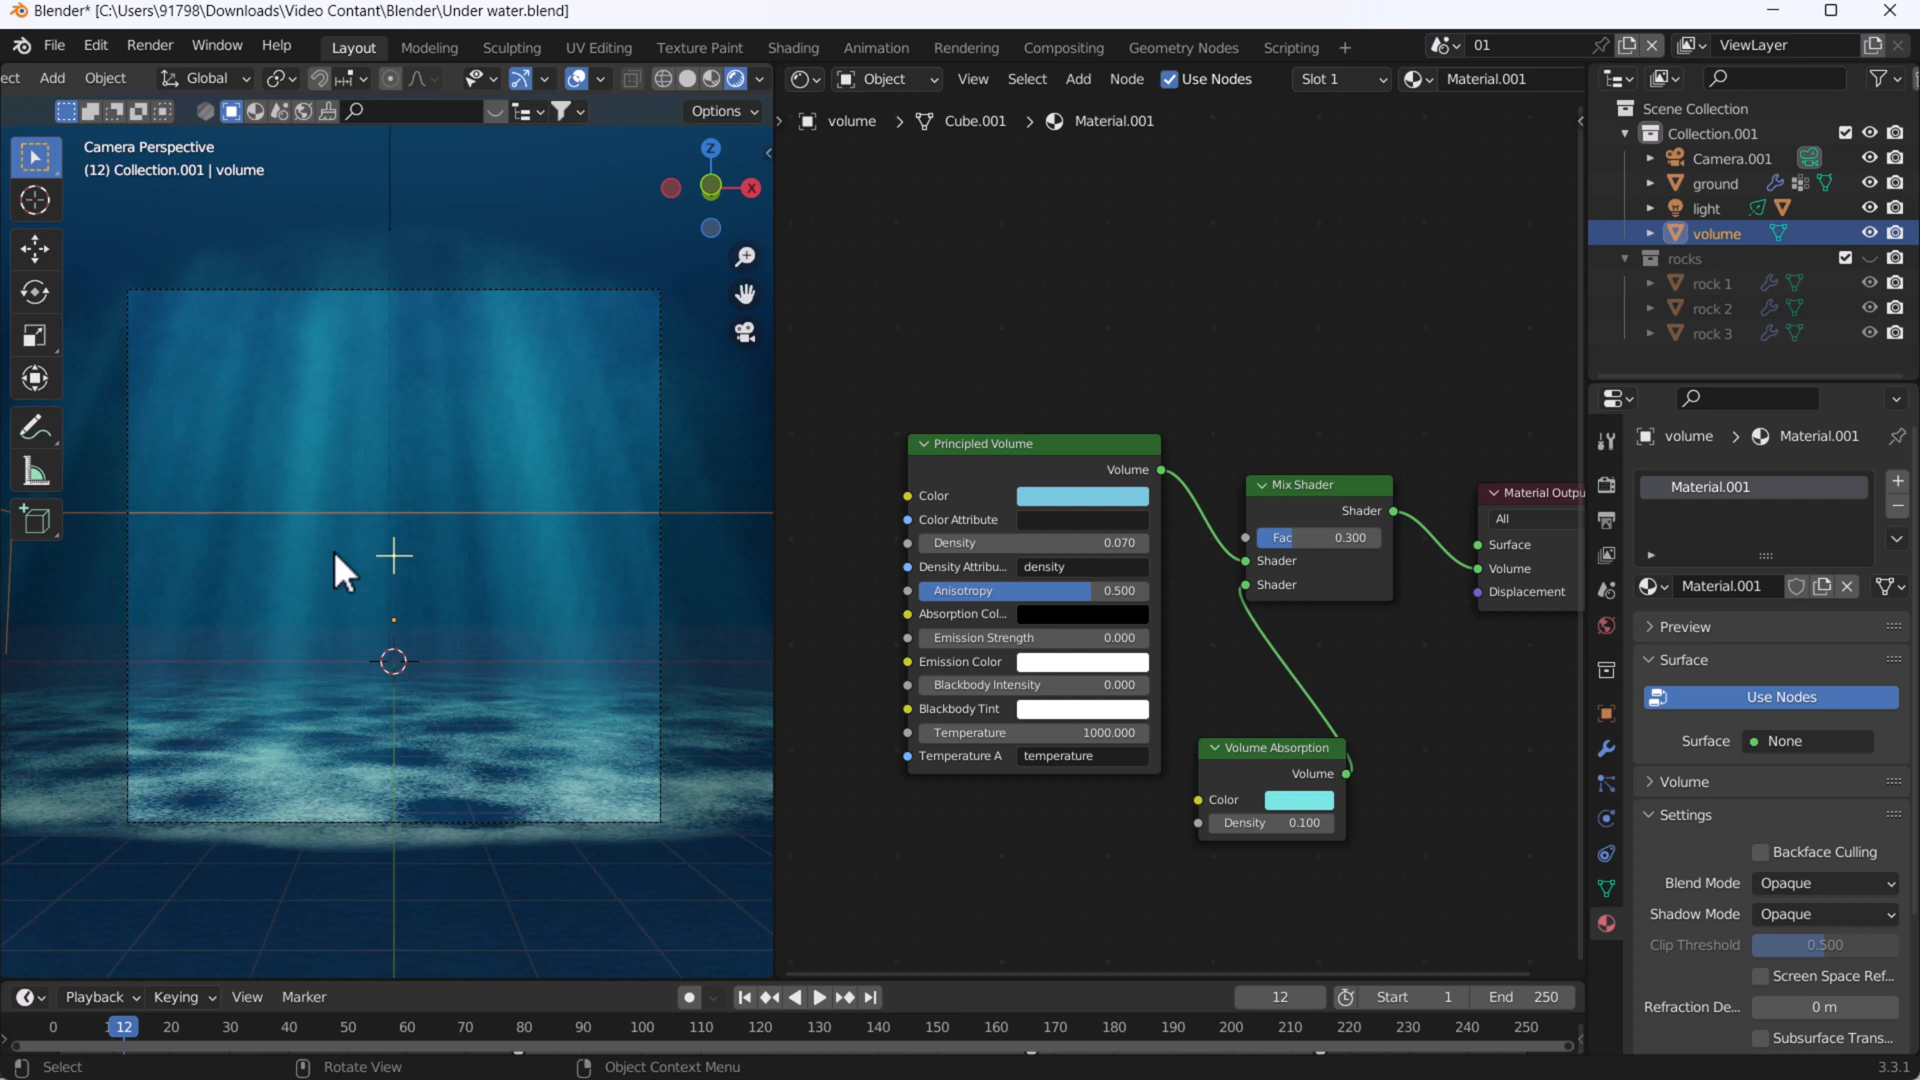 Blender* [C:\Users\91798\Downloads\Video Contant\Blender\Under water.blend]
File Edit Render Window Help
Layout Modeling Sculpting UV Editing Texture Paint Shading Animation Rendering Compositing Geometry Nodes Scripting +
01
ViewLayer
ect Add Object
Global
Object View Select Add Node Use Nodes
Slot 1
Material.001
Options
volume > Cube.001 > Material.001
Camera Perspective
(12) Collection.001 | volume
Z
X
Scene Collection
Collection.001
Camera.001
ground
light
volume
rocks
rock 1
rock 2
rock 3
Principled Volume
Volume
Color
Color Attribute
Density 0.070
Density Attribu... density
Anisotropy 0.500
Absorption Col...
Emission Strength 0.000
Emission Color
Blackbody Intensity 0.000
Blackbody Tint
Temperature 1000.000
Temperature A temperature
Mix Shader
Shader
Fac 0.300
Shader
Shader
Material Outpu
All
Surface
Volume
Displacement
Volume Absorption
Volume
Color
Density 0.100
volume > Material.001
Material.001
Material.001
Preview
Surface
Use Nodes
Surface None
Volume
Settings
Backface Culling
Blend Mode Opaque
Shadow Mode Opaque
Clip Threshold 0.500
Screen Space Ref...
Refraction De... 0 m
Subsurface Trans...
Playback Keying View Marker
12 Start 1 End 250
0 12 20 30 40 50 60 70 80 90 100 110 120 130 140 150 160 170 180 190 200 210 220 230 240 250
Select Rotate View Object Context Menu 3.3.1